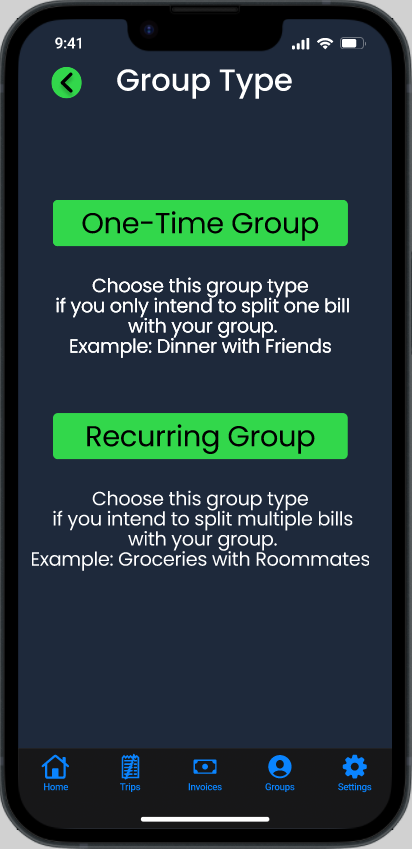 9:41
Group Type
One-Time Group
Choose this group type
if you only intend to split one bill
with your group.
Example: Dinner with Friends
Recurring Group
Choose this group type
if you intend to split multiple bills
with your group.
Example: Groceries with Roommates
Home Trips Invoices Groups Settings